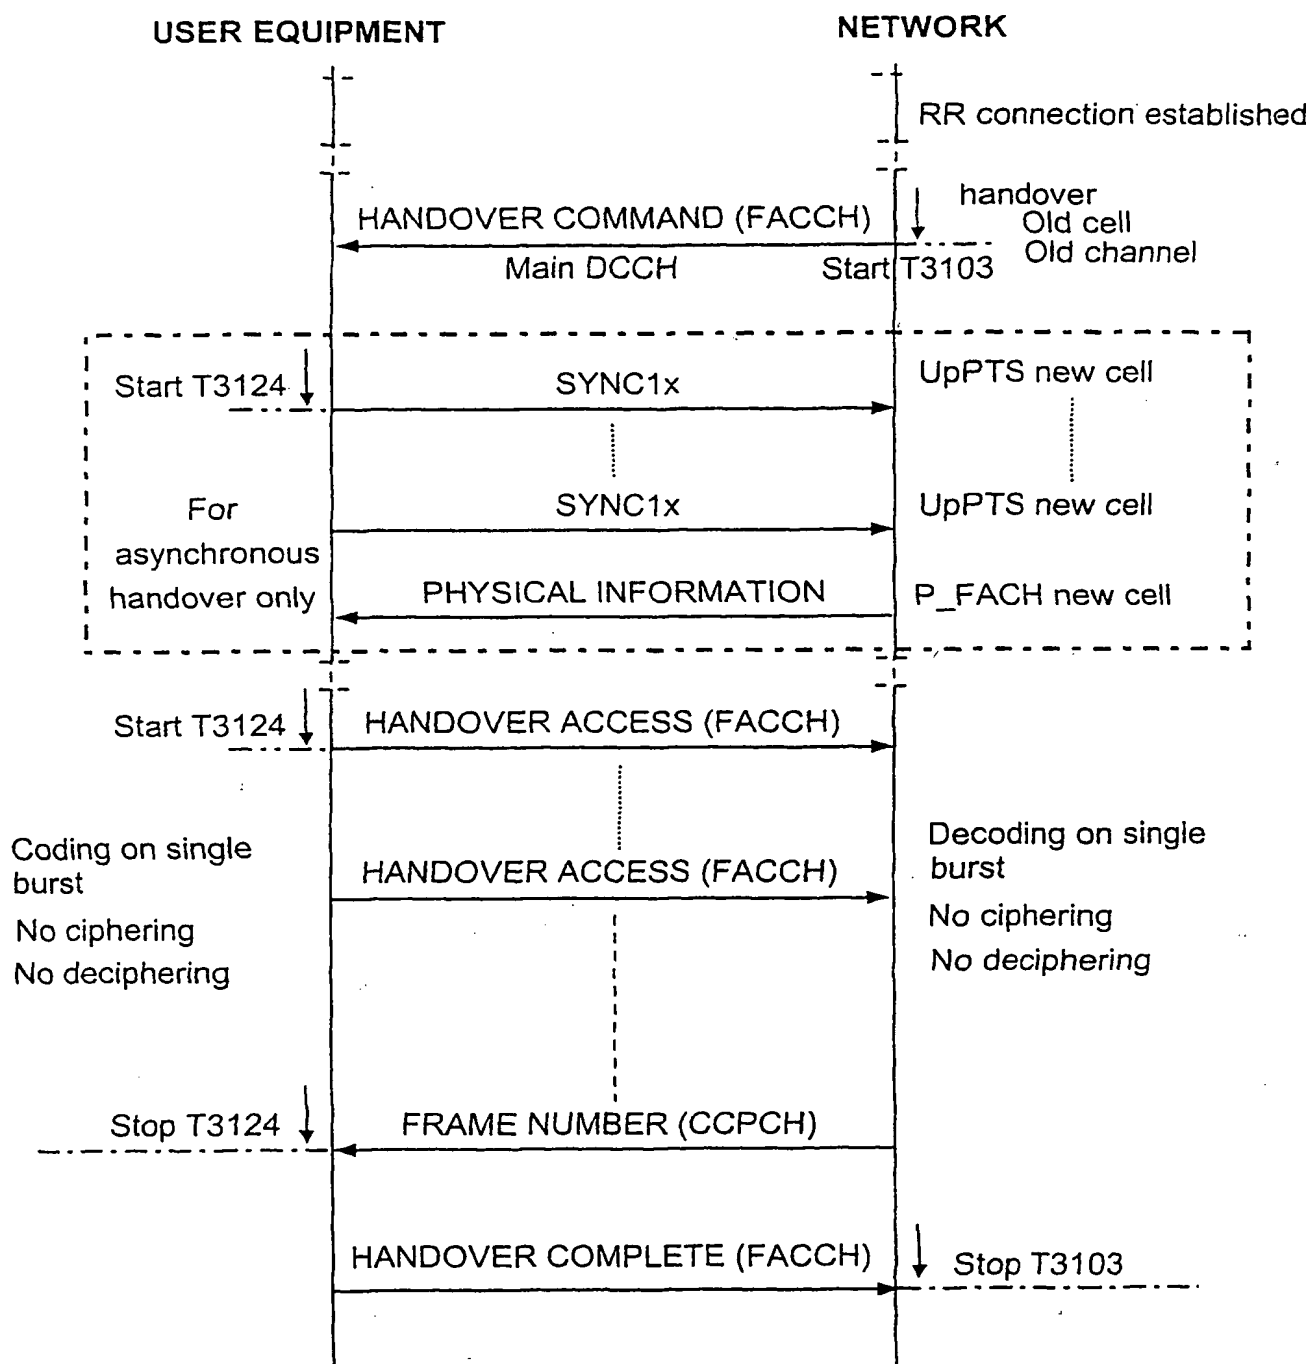 USER EQUIPMENT
NETWORK
RR connection established
HANDOVER COMMAND (FACCH)
handover
Old cell
Old channel
Main DCCH
Start T3103
Start T3124
SYNC1x
UpPTS new cell
SYNC1x
UpPTS new cell
For
asynchronous
handover only
PHYSICAL INFORMATION
P_FACH new cell
Start T3124
HANDOVER ACCESS (FACCH)
Coding on single
burst
No ciphering
No deciphering
HANDOVER ACCESS (FACCH)
Decoding on single
burst
No ciphering
No deciphering
Stop T3124
FRAME NUMBER (CCPCH)
HANDOVER COMPLETE (FACCH)
Stop T3103